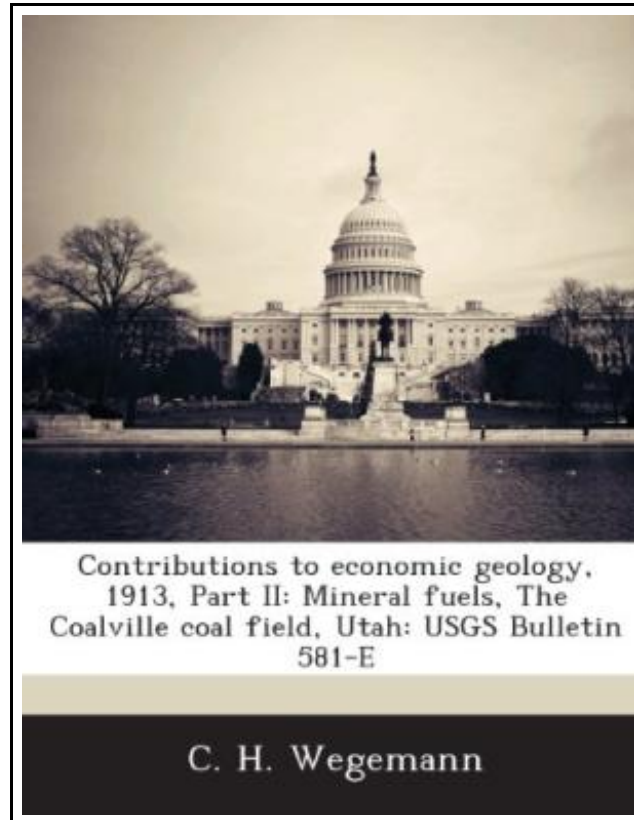 Contributions to economic geology,
1913, Part II: Mineral fuels, The
Coalville coal field, Utah: USGS Bulletin
581-E
C. H. Wegemann